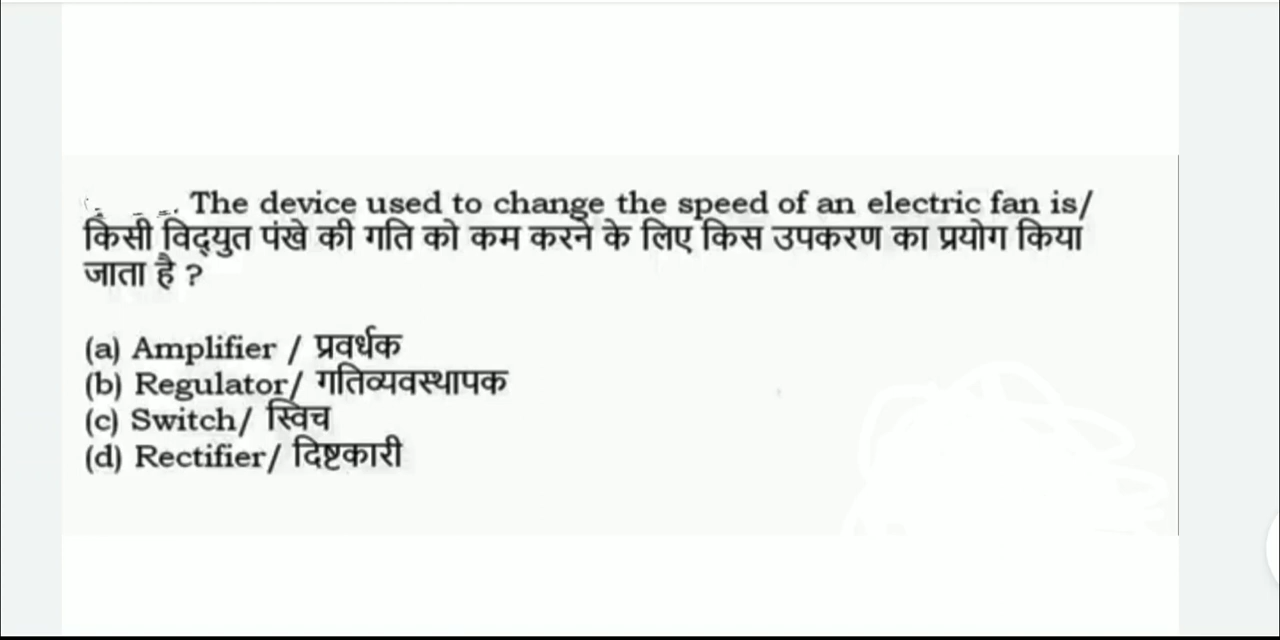 The device used to change the speed of an electric fan is/
किसी विद्युत पंखे की गति को कम करने के लिए किस उपकरण का प्रयोग किया
जाता है ?
(a) Amplifier / प्रवर्धक
(b) Regulator/ गतिव्यवस्थापक
(c) Switch/ स्विच
(d) Rectifier/ दिष्टकारी